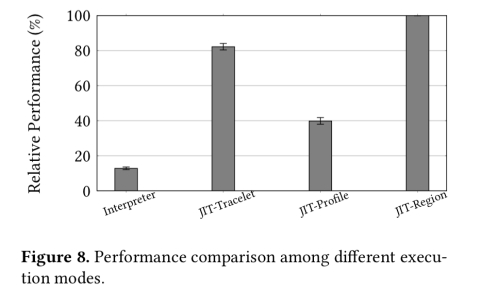 Relative Performance (%)
100
80
60
40
20
0
Interpreter
JIT-Tracelet
JIT-Profile
JIT-Region
Figure 8. Performance comparison among different execu-
tion modes.